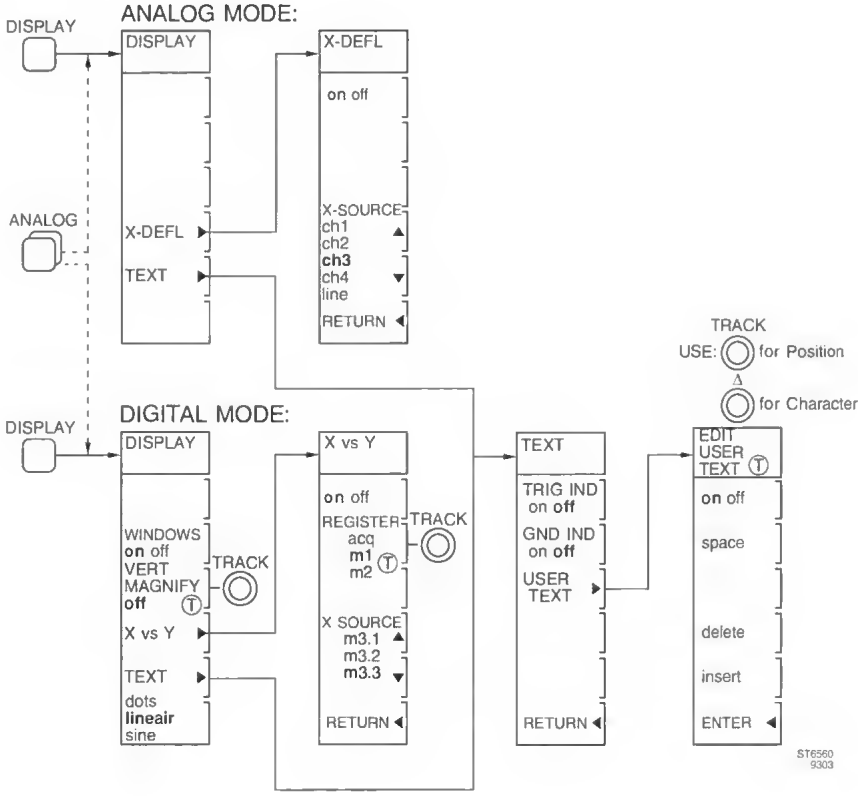 ANALOG MODE:
DISPLAY
DISPLAY
X-DEFL
TEXT
X-DEFL
on off
X-SOURCE
ch1
ch2
ch3
ch4
line
RETURN
ANALOG
DIGITAL MODE:
DISPLAY
DISPLAY
WINDOWS
on off
VERT
MAGNIFY
off T
TRACK
X vs Y
TEXT
dots
lineair
sine
X vs Y
on off
REGISTER
acq
m1
m2
T
TRACK
X SOURCE
m3.1
m3.2
m3.3
RETURN
TEXT
TRIG IND
on off
GND IND
on off
USER
TEXT
RETURN
TRACK
USE: for Position
Δ
for Character
EDIT
USER
TEXT T
on off
space
delete
insert
ENTER
ST6560
9303